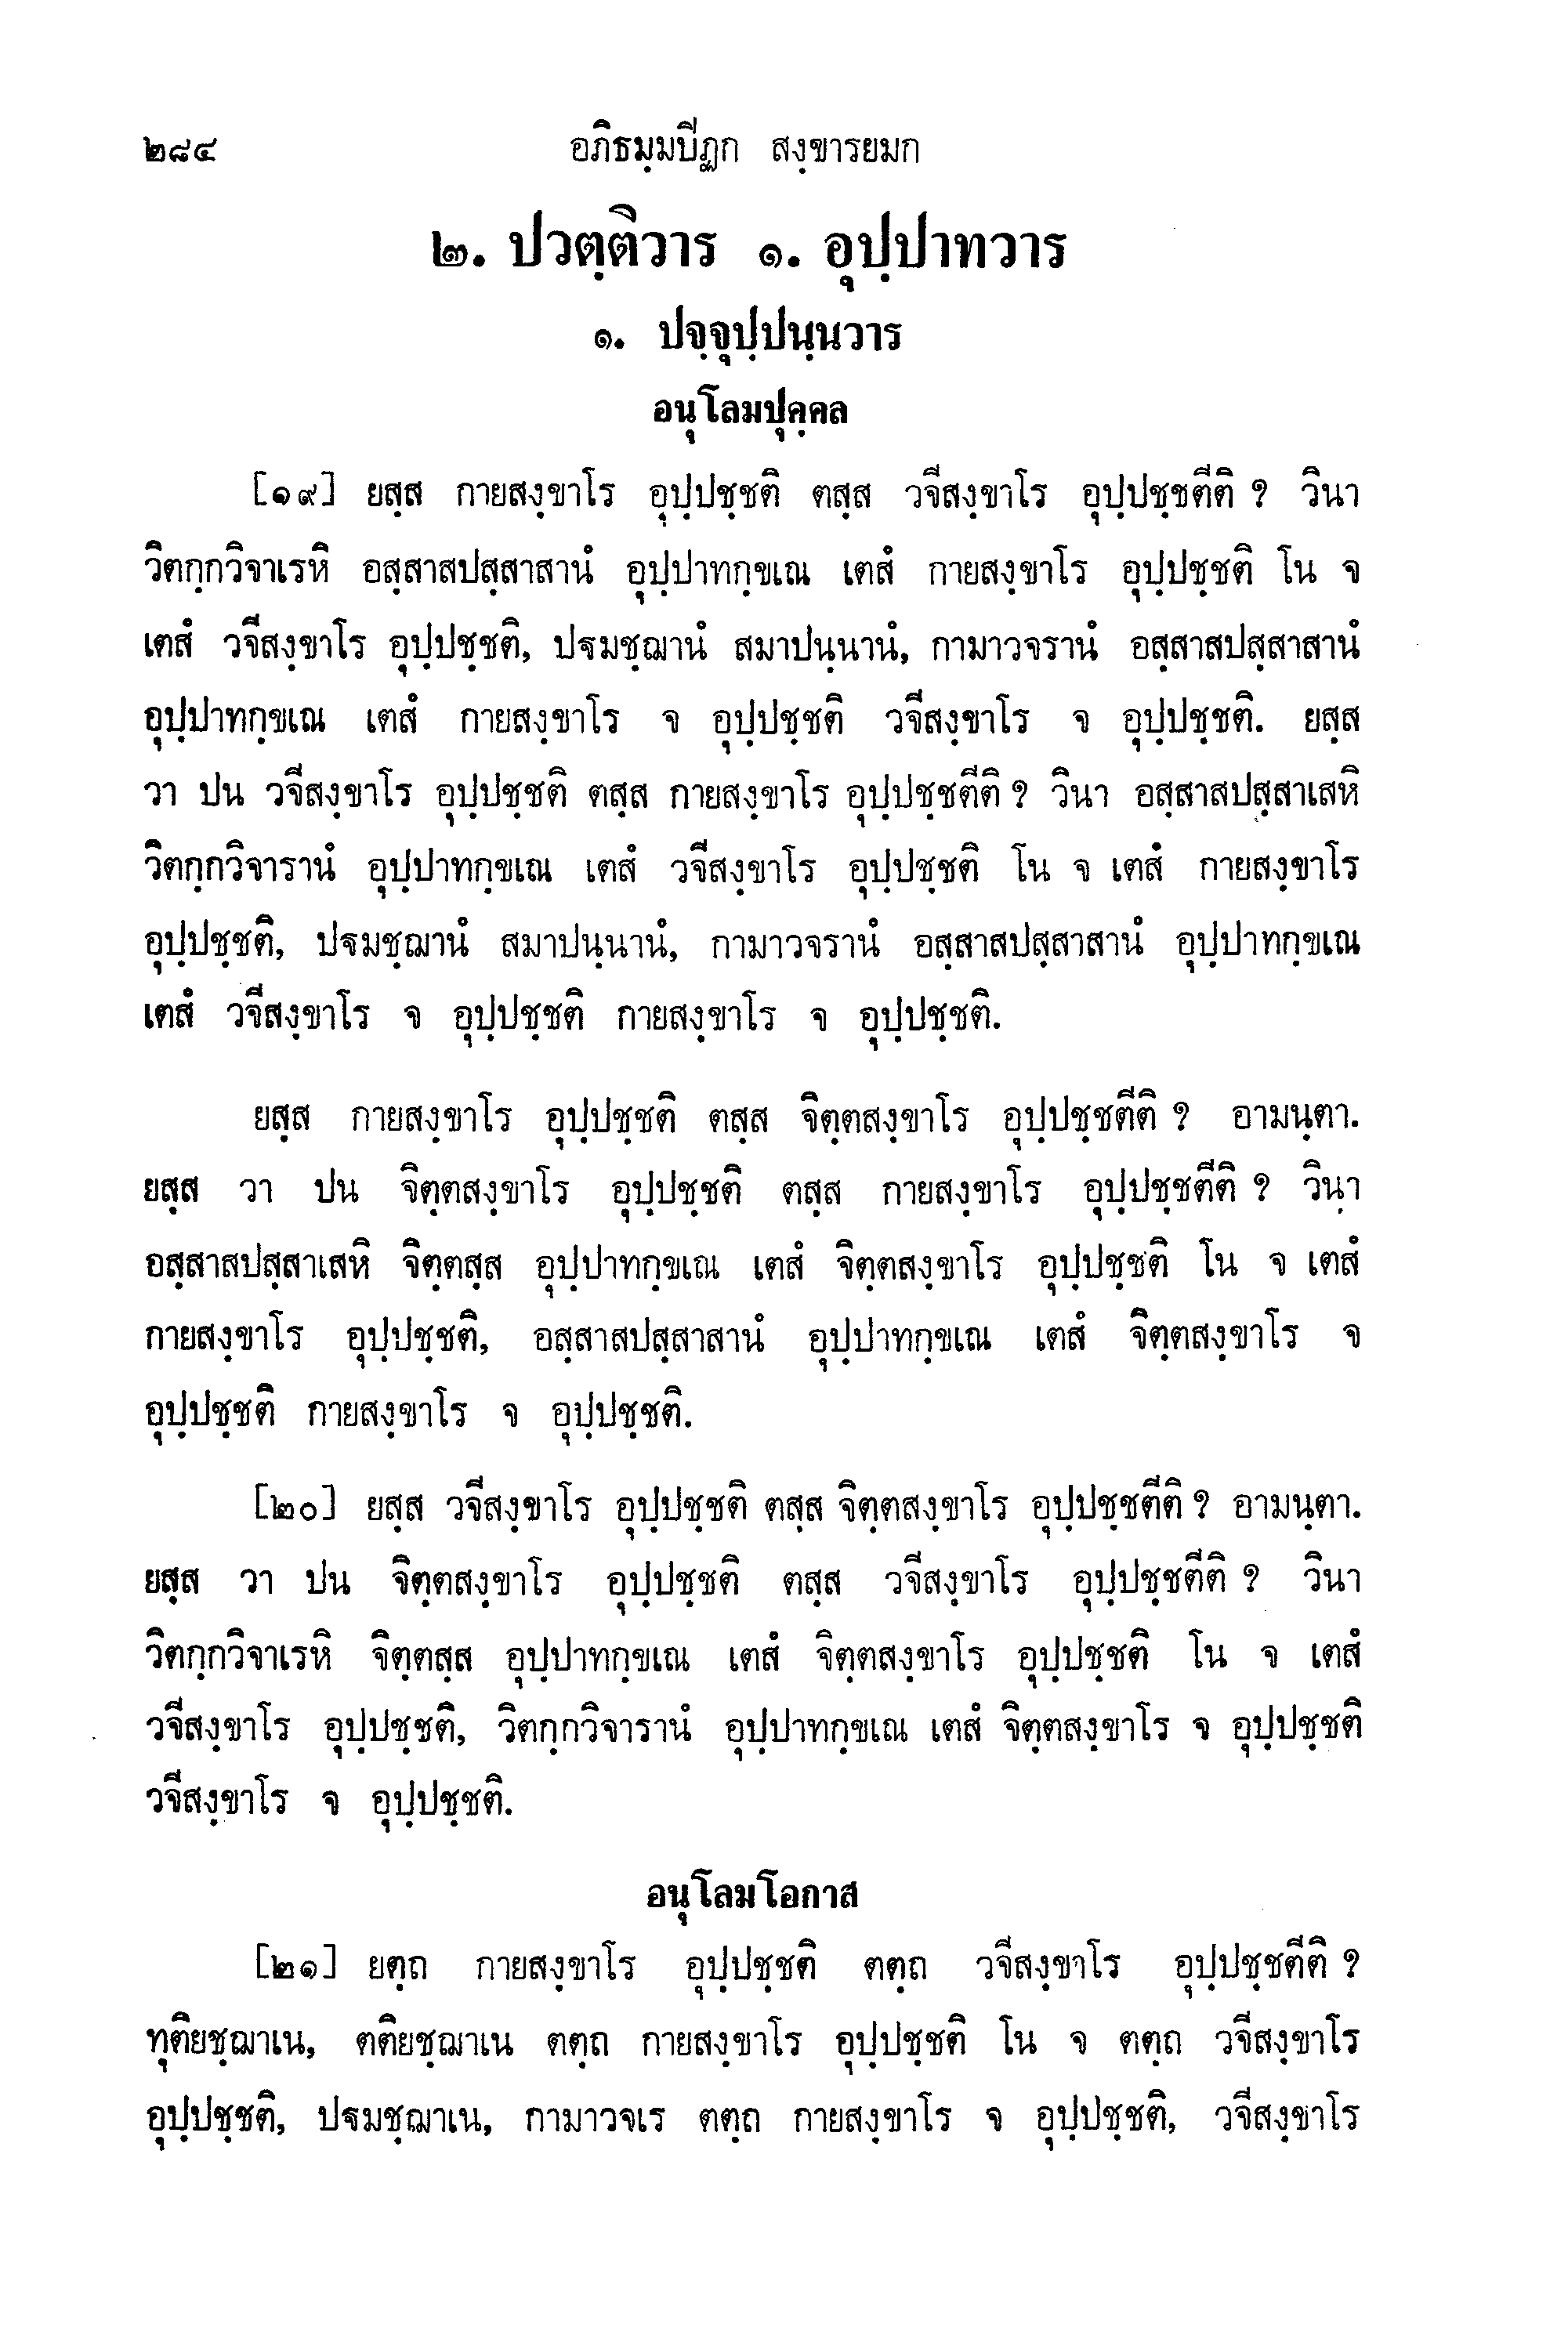 ๒๘๔ อภิธมฺมปีฏก สงฺขารยมก
๒. ปวตฺติวาร ๑. อุปฺปาทวาร
๑. ปจฺจุปฺปนฺนวาร
อนุโลมปุคฺคล
[๑๙] ยสฺส กายสงฺขาโร อุปฺปชฺชติ ตสฺส วจีสงฺขาโร อุปฺปชฺชตีติ ? วินา
วิตกฺกวิจาเรหิ อสฺสาสปสฺสาสานํ อุปฺปาทกฺขเณ เตสํ กายสงฺขาโร อุปฺปชฺชติ โน จ
เตสํ วจีสงฺขาโร อุปฺปชฺชติ, ปฐมชฺฌานํ สมาปนฺนานํ, กามาวจรานํ อสฺสาสปสฺสาสานํ
อุปฺปาทกฺขเณ เตสํ กายสงฺขาโร จ อุปฺปชฺชติ วจีสงฺขาโร จ อุปฺปชฺชติ. ยสฺส
วา ปน วจีสงฺขาโร อุปฺปชฺชติ ตสฺส กายสงฺขาโร อุปฺปชฺชตีติ ? วินา อสฺสาสปสฺสาเสหิ
วิตกฺกวิจารานํ อุปฺปาทกฺขเณ เตสํ วจีสงฺขาโร อุปฺปชฺชติ โน จ เตสํ กายสงฺขาโร
อุปฺปชฺชติ, ปฐมชฺฌานํ สมาปนฺนานํ, กามาวจรานํ อสฺสาสปสฺสาสานํ อุปฺปาทกฺขเณ
เตสํ วจีสงฺขาโร จ อุปฺปชฺชติ กายสงฺขาโร จ อุปฺปชฺชติ.
ยสฺส กายสงฺขาโร อุปฺปชฺชติ ตสฺส จิตฺตสงฺขาโร อุปฺปชฺชตีติ ? อามนฺตา.
ยสฺส วา ปน จิตฺตสงฺขาโร อุปฺปชฺชติ ตสฺส กายสงฺขาโร อุปฺปชฺชตีติ ? วินา
อสฺสาสปสฺสาเสหิ จิตฺตสฺส อุปฺปาทกฺขเณ เตสํ จิตฺตสงฺขาโร อุปฺปชฺชติ โน จ เตสํ
กายสงฺขาโร อุปฺปชฺชติ, อสฺสาสปสฺสาสานํ อุปฺปาทกฺขเณ เตสํ จิตฺตสงฺขาโร จ
อุปฺปชฺชติ กายสงฺขาโร จ อุปฺปชฺชติ.
[๒๐] ยสฺส วจีสงฺขาโร อุปฺปชฺชติ ตสฺส จิตฺตสงฺขาโร อุปฺปชฺชตีติ ? อามนฺตา.
ยสฺส วา ปน จิตฺตสงฺขาโร อุปฺปชฺชติ ตสฺส วจีสงฺขาโร อุปฺปชฺชตีติ ? วินา
วิตกฺกวิจาเรหิ จิตฺตสฺส อุปฺปาทกฺขเณ เตสํ จิตฺตสงฺขาโร อุปฺปชฺชติ โน จ เตสํ
วจีสงฺขาโร อุปฺปชฺชติ, วิตกฺกวิจารานํ อุปฺปาทกฺขเณ เตสํ จิตฺตสงฺขาโร จ อุปฺปชฺชติ
วจีสงฺขาโร จ อุปฺปชฺชติ.
อนุโลมโอกาส
[๒๑] ยตฺถ กายสงฺขาโร อุปฺปชฺชติ ตตฺถ วจีสงฺขาโร อุปฺปชฺชตีติ ?
ทุติยชฺฌาเน, ตติยชฺฌาเน ตตฺถ กายสงฺขาโร อุปฺปชฺชติ โน จ ตตฺถ วจีสงฺขาโร
อุปฺปชฺชติ, ปฐมชฺฌาเน, กามาวจเร ตตฺถ กายสงฺขาโร จ อุปฺปชฺชติ, วจีสงฺขาโร